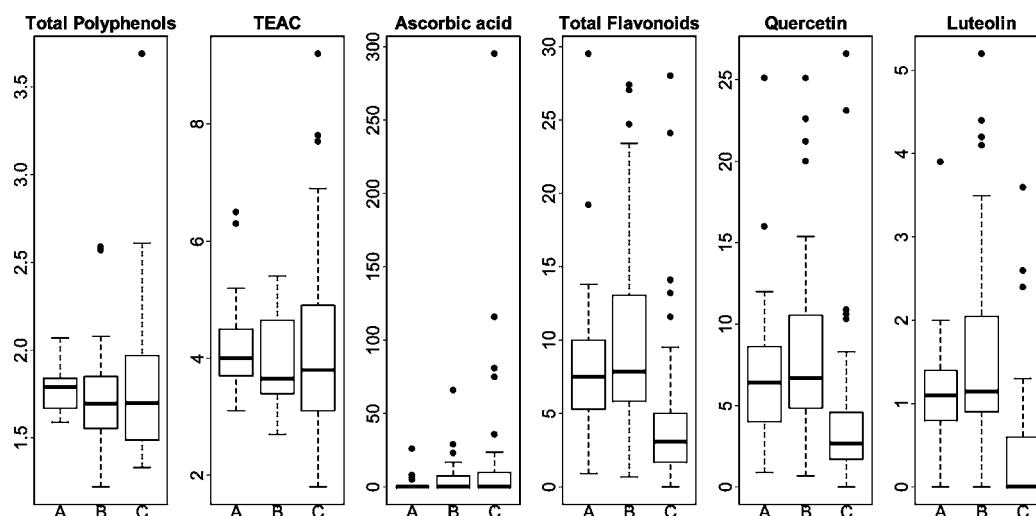 Total Polyphenols TEAC Ascorbic acid Total Flavonoids Quercetin Luteolin
1.5 2.0 2.5 3.0 3.5
2 4 6 8
0 50 100 150 200 250 300
0 5 10 15 20 25 30
0 5 10 15 20 25
0 1 2 3 4 5
A B C A B C A B C A B C A B C A B C